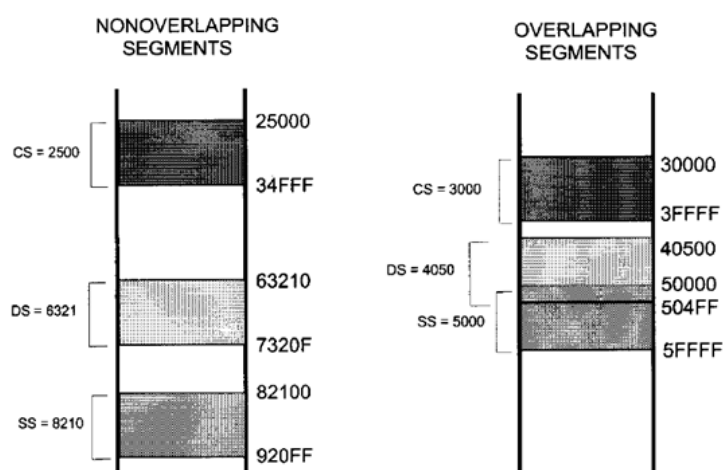 NONOVERLAPPING
SEGMENTS
CS = 2500
25000
34FFF
DS = 6321
63210
7320F
SS = 8210
82100
920FF
OVERLAPPING
SEGMENTS
CS = 3000
30000
3FFFF
DS = 4050
40500
50000
SS = 5000
504FF
5FFFF